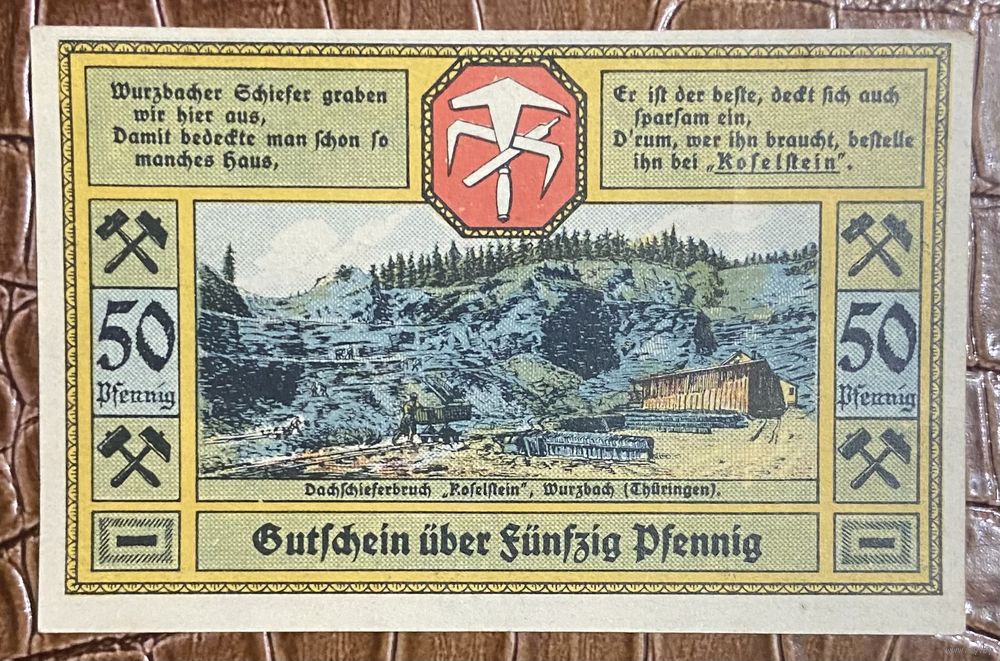 Wurzbacher Schiefer graben
wir hier aus,
Damit bedeckte man schon so
manches Haus,
Er ist der beste, deckt sich auch
sparsam ein,
D'rum, wer ihn braucht, bestelle
ihn bei „Koselstein".
50
Pfennig
50
Pfennig
Dachschieferbruch „Koselstein", Wurzbach (Thüringen).
Gutschein über Fünfzig Pfennig